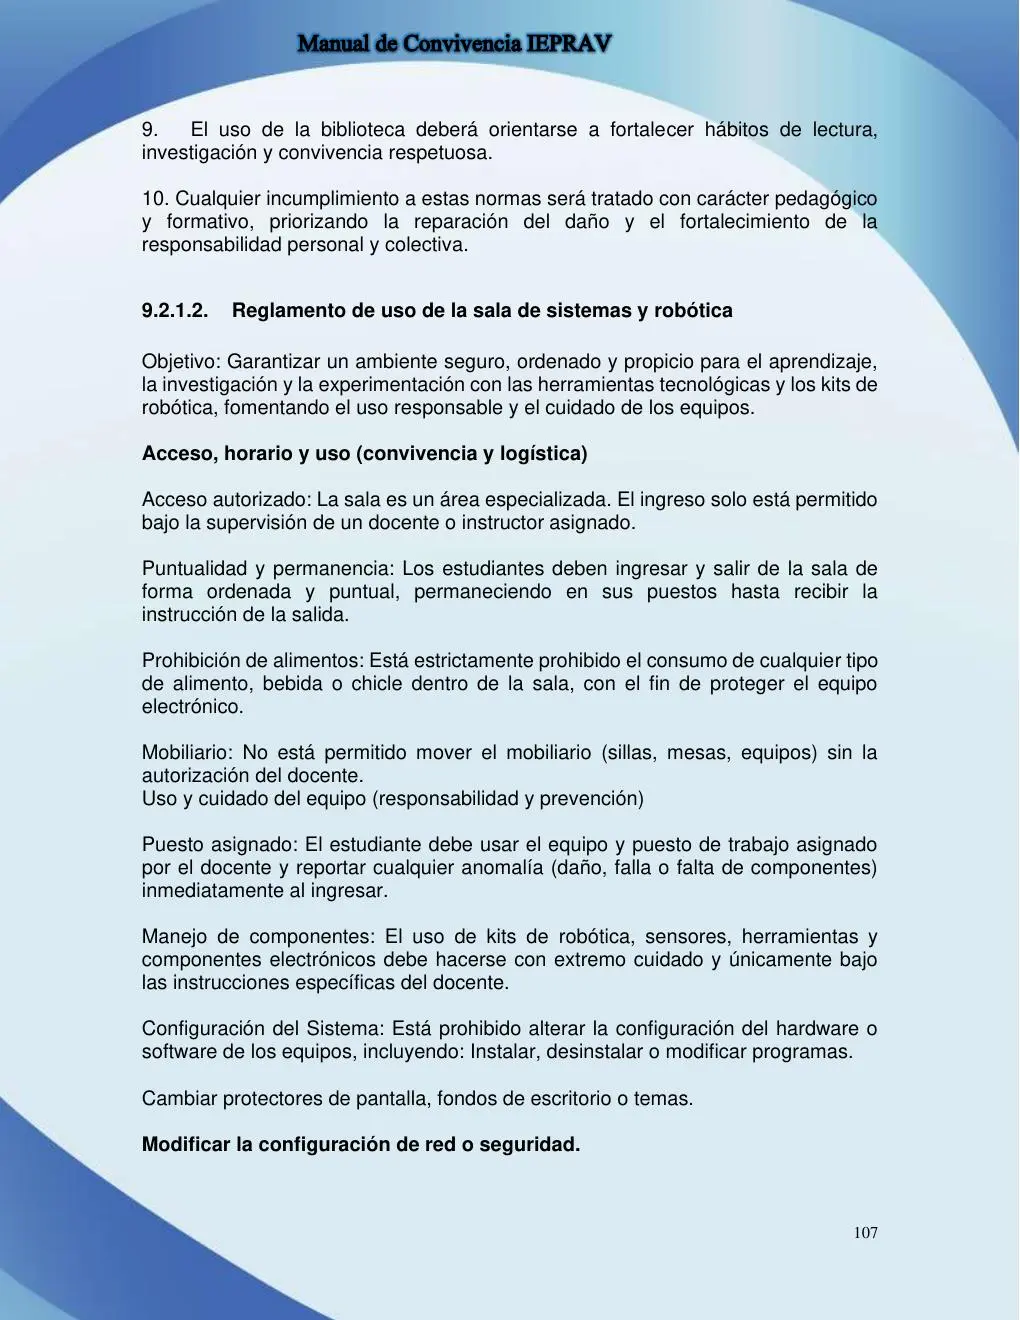 Manual de Convivencia IEPRAV
9. El uso de la biblioteca deberá orientarse a fortalecer hábitos de lectura,
investigación y convivencia respetuosa.
10. Cualquier incumplimiento a estas normas será tratado con carácter pedagógico
y formativo, priorizando la reparación del daño y el fortalecimiento de la
responsabilidad personal y colectiva.
9.2.1.2. Reglamento de uso de la sala de sistemas y robótica
Objetivo: Garantizar un ambiente seguro, ordenado y propicio para el aprendizaje,
la investigación y la experimentación con las herramientas tecnológicas y los kits de
robótica, fomentando el uso responsable y el cuidado de los equipos.
Acceso, horario y uso (convivencia y logística)
Acceso autorizado: La sala es un área especializada. El ingreso solo está permitido
bajo la supervisión de un docente o instructor asignado.
Puntualidad y permanencia: Los estudiantes deben ingresar y salir de la sala de
forma ordenada y puntual, permaneciendo en sus puestos hasta recibir la
instrucción de la salida.
Prohibición de alimentos: Está estrictamente prohibido el consumo de cualquier tipo
de alimento, bebida o chicle dentro de la sala, con el fin de proteger el equipo
electrónico.
Mobiliario: No está permitido mover el mobiliario (sillas, mesas, equipos) sin la
autorización del docente.
Uso y cuidado del equipo (responsabilidad y prevención)
Puesto asignado: El estudiante debe usar el equipo y puesto de trabajo asignado
por el docente y reportar cualquier anomalía (daño, falla o falta de componentes)
inmediatamente al ingresar.
Manejo de componentes: El uso de kits de robótica, sensores, herramientas y
componentes electrónicos debe hacerse con extremo cuidado y únicamente bajo
las instrucciones específicas del docente.
Configuración del Sistema: Está prohibido alterar la configuración del hardware o
software de los equipos, incluyendo: Instalar, desinstalar o modificar programas.
Cambiar protectores de pantalla, fondos de escritorio o temas.
Modificar la configuración de red o seguridad.
107